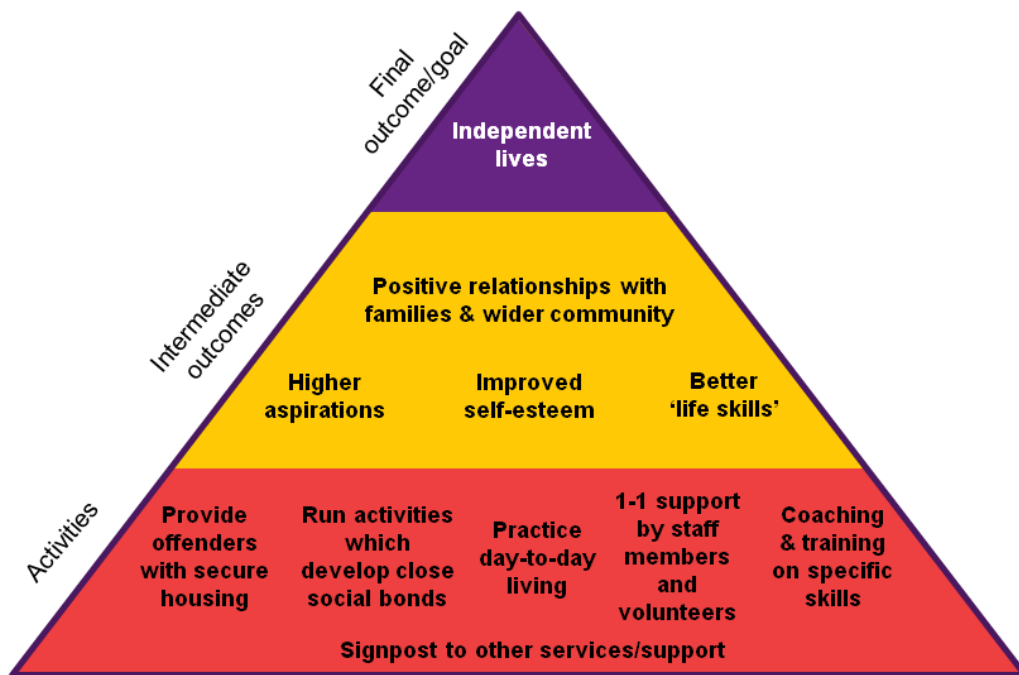 Final
outcome/goal
Independent
lives
Intermediate
outcomes
Positive relationships with
families & wider community
Higher
aspirations
Improved
self-esteem
Better
‘life skills’
Activities
Provide
offenders
with secure
housing
Run activities
which
develop close
social bonds
Practice
day-to-day
living
1-1 support
by staff
members
and
volunteers
Coaching
& training
on specific
skills
Signpost to other services/support